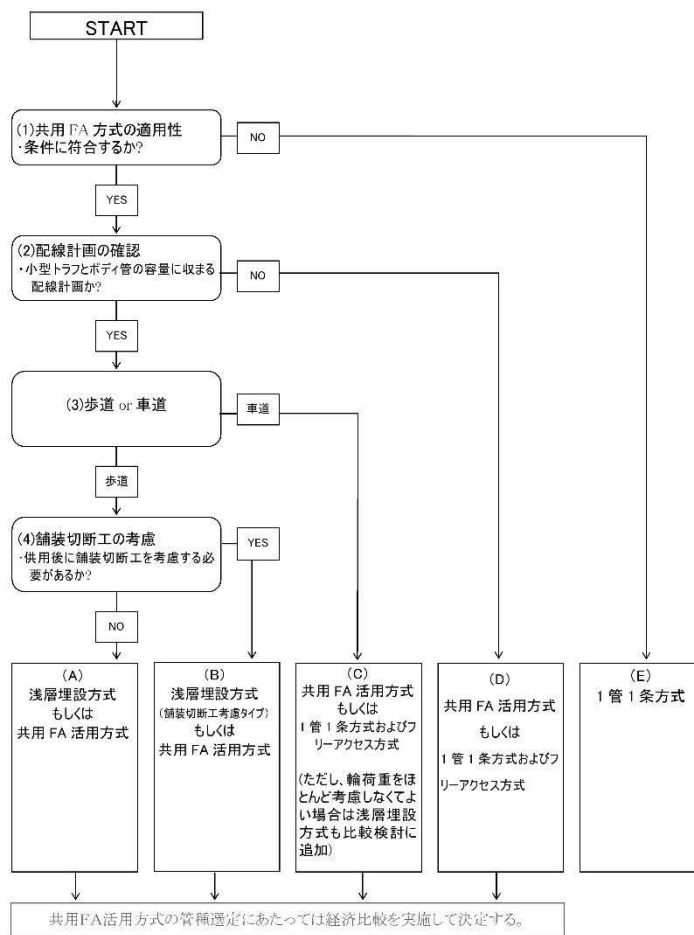 START
(1)共用 FA 方式の適用性
・条件に符合するか?
NO
YES
(2)配線計画の確認
・小型トラフとボディ管の容量に収まる
配線計画か?
NO
YES
(3)歩道 or 車道
車道
歩道
(4)舗装切断工の考慮
・供用後に舗装切断工を考慮する必
要があるか?
YES
NO
(A)
浅層埋設方式
もしくは
共用 FA 活用方式
(B)
浅層埋設方式
(舗装切断工考慮タイプ)
もしくは
共用 FA 活用方式
(C)
共用 FA 活用方式
もしくは
1 管 1 条方式およびフ
リーアクセス方式
(ただし、輪荷重をほ
とんど考慮しなくてよ
い場合は浅層埋設
方式も比較検討に
追加)
(D)
共用 FA 活用方式
もしくは
1 管 1 条方式およびフ
リーアクセス方式
(E)
1 管 1 条方式
共用FA活用方式の管種選定にあたっては経済比較を実施して決定する。